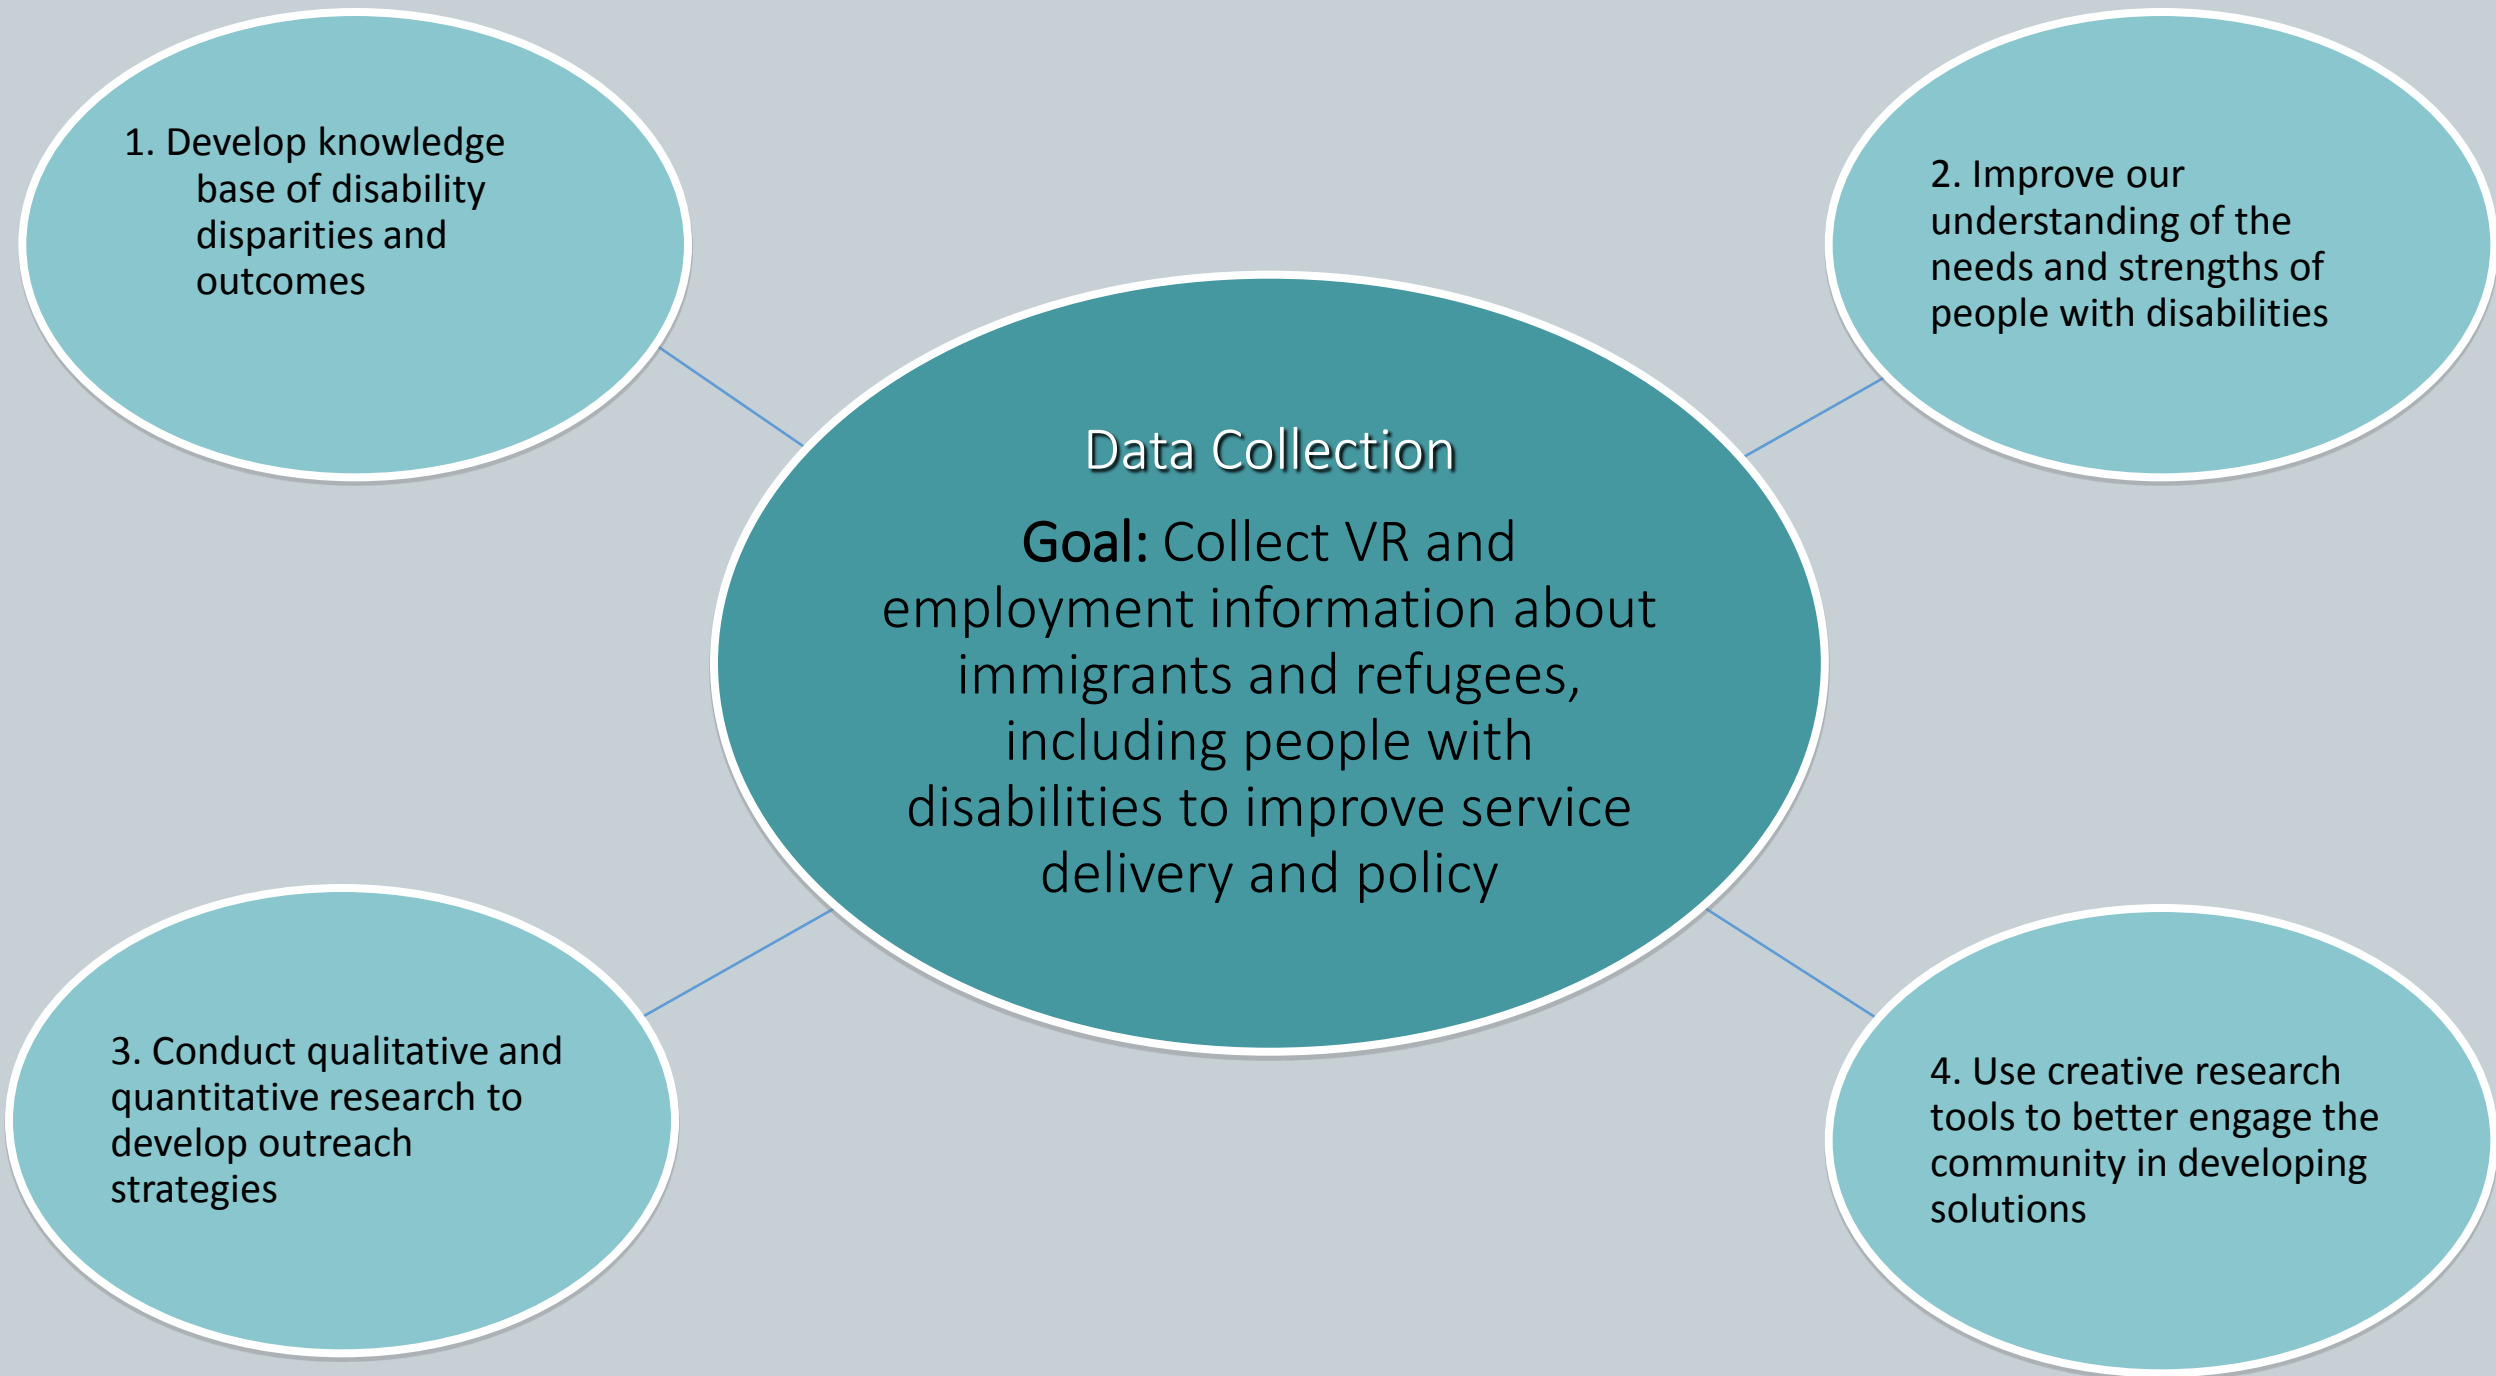 1. Develop knowledge
base of disability
disparities and
outcomes
2. Improve our
understanding of the
needs and strengths of
people with disabilities
Data Collection
Goal: Collect VR and
employment information about
immigrants and refugees,
including people with
disabilities to improve service
delivery and policy
3. Conduct qualitative and
quantitative research to
develop outreach
strategies
4. Use creative research
tools to better engage the
community in developing
solutions